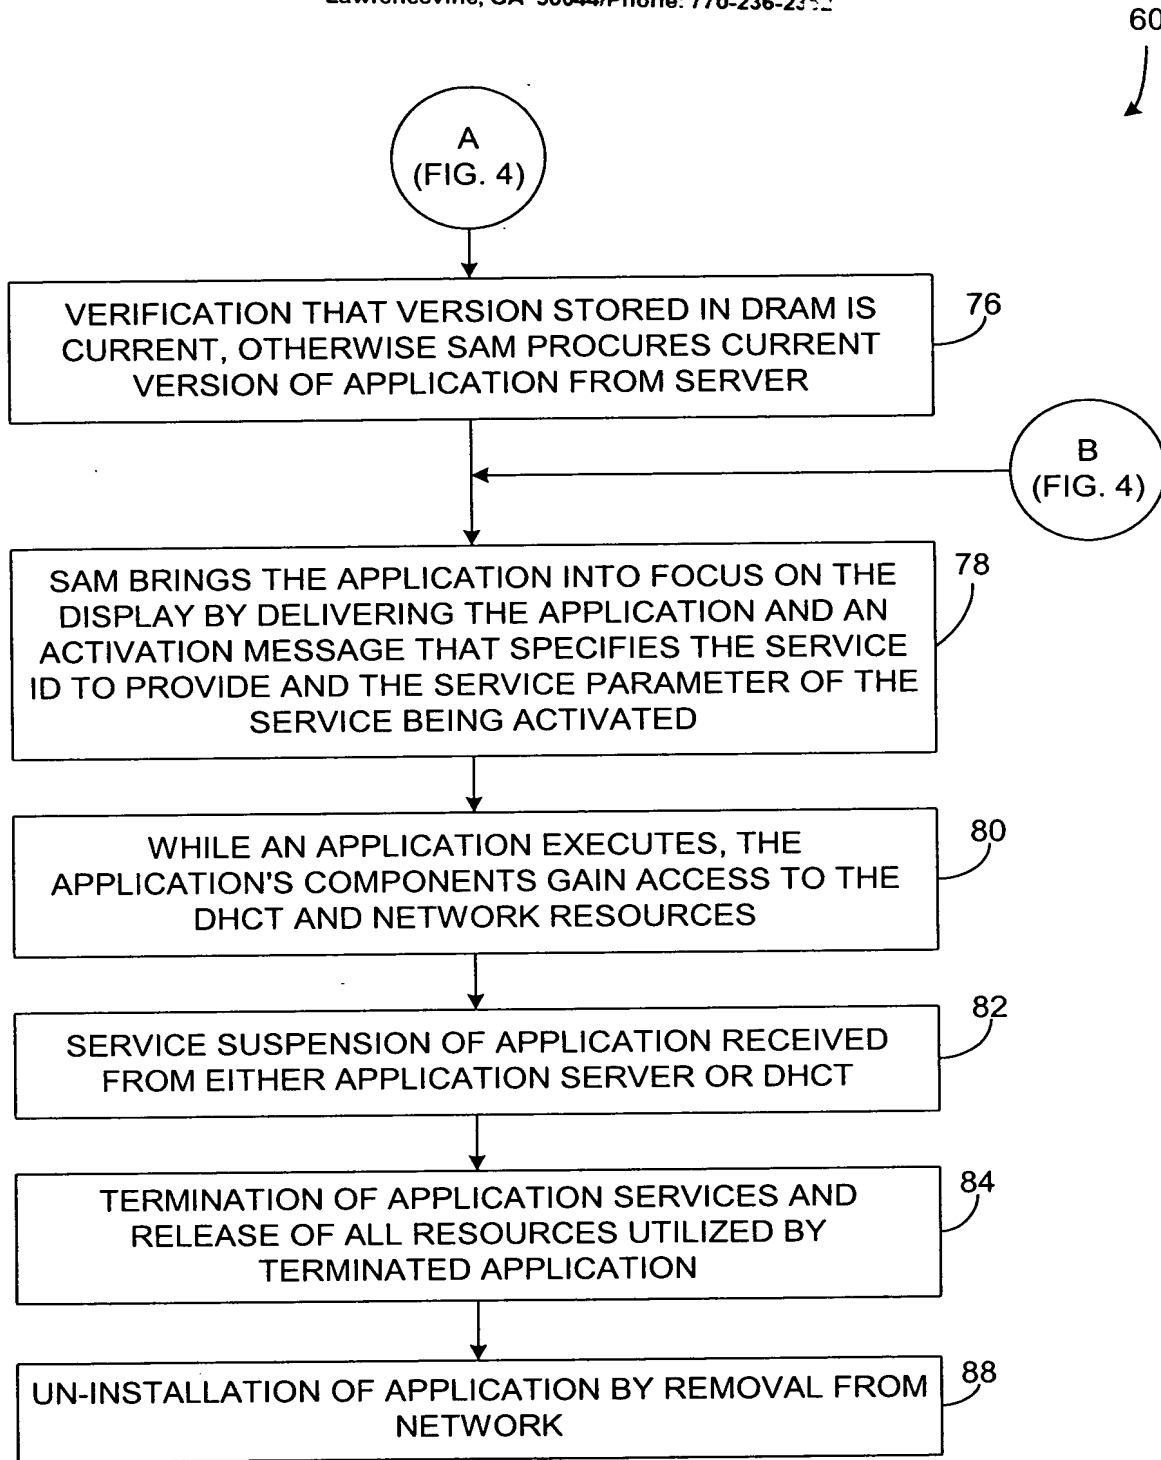 60
A
(FIG. 4)
VERIFICATION THAT VERSION STORED IN DRAM IS
CURRENT, OTHERWISE SAM PROCURES CURRENT
VERSION OF APPLICATION FROM SERVER
76
B
(FIG. 4)
SAM BRINGS THE APPLICATION INTO FOCUS ON THE
DISPLAY BY DELIVERING THE APPLICATION AND AN
ACTIVATION MESSAGE THAT SPECIFIES THE SERVICE
ID TO PROVIDE AND THE SERVICE PARAMETER OF THE
SERVICE BEING ACTIVATED
78
WHILE AN APPLICATION EXECUTES, THE
APPLICATION'S COMPONENTS GAIN ACCESS TO THE
DHCT AND NETWORK RESOURCES
80
SERVICE SUSPENSION OF APPLICATION RECEIVED
FROM EITHER APPLICATION SERVER OR DHCT
82
TERMINATION OF APPLICATION SERVICES AND
RELEASE OF ALL RESOURCES UTILIZED BY
TERMINATED APPLICATION
84
UN-INSTALLATION OF APPLICATION BY REMOVAL FROM
NETWORK
88